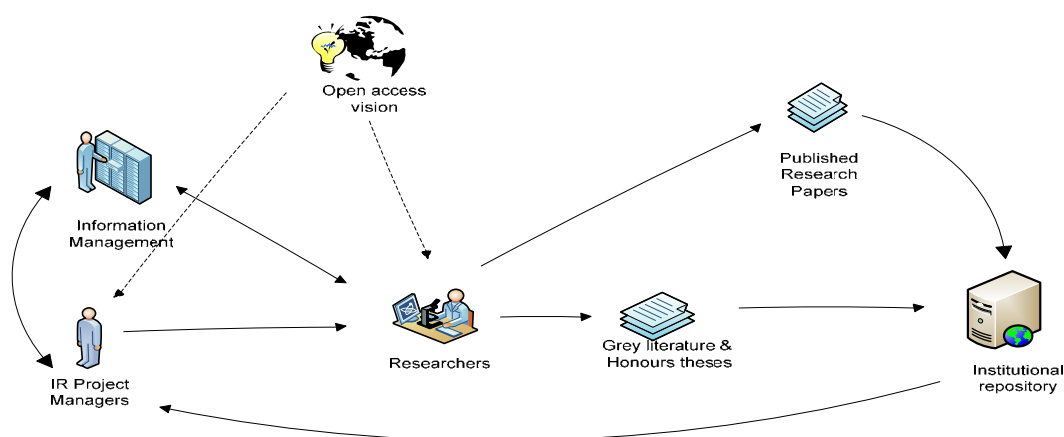 Open access
vision
Published
Research
Papers
Information
Management
Researchers
Grey literature &
Honours theses
Institutional
repository
IR Project
Managers